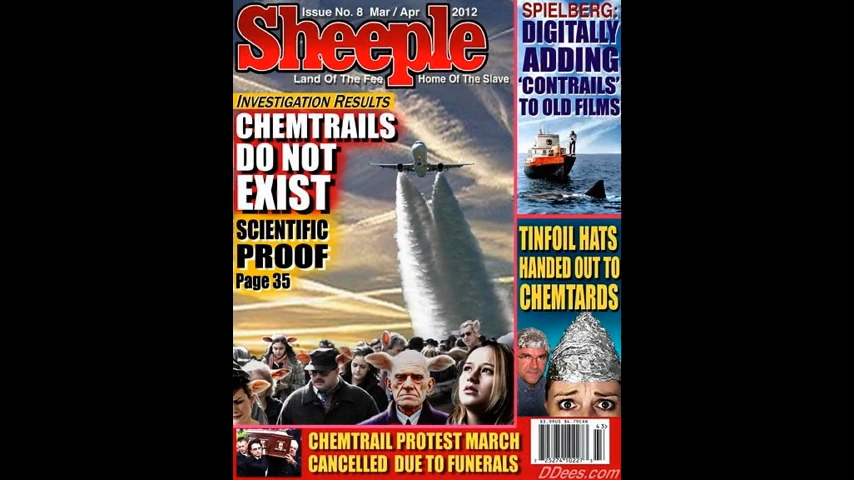 Issue No. 8 Mar / Apr 2012
Sheeple
Land Of The Fee Home Of The Slave
INVESTIGATION RESULTS
CHEMTRAILS
DO NOT
EXIST
SCIENTIFIC
PROOF
Page 35
SPIELBERG:
DIGITALLY
ADDING
'CONTRAILS'
TO OLD FILMS
TINFOIL HATS
HANDED OUT TO
CHEMTARDS
CHEMTRAIL PROTEST MARCH
CANCELLED DUE TO FUNERALS
43
DDees.com